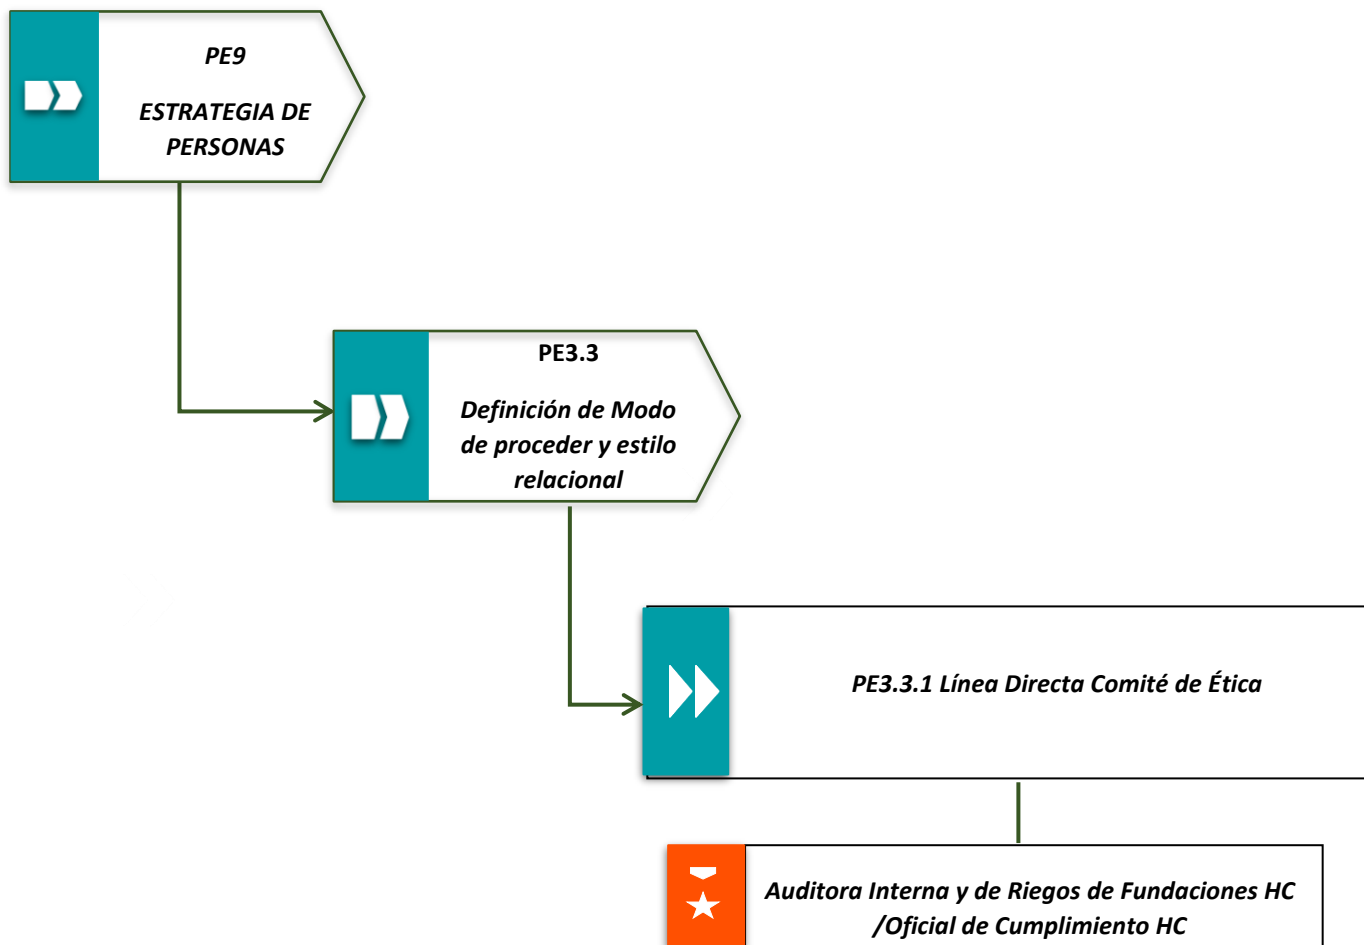 PE9
ESTRATEGIA DE
PERSONAS
PE3.3
Definición de Modo
de proceder y estilo
relacional
PE3.3.1 Línea Directa Comité de Ética
Auditora Interna y de Riegos de Fundaciones HC
/Oficial de Cumplimiento HC